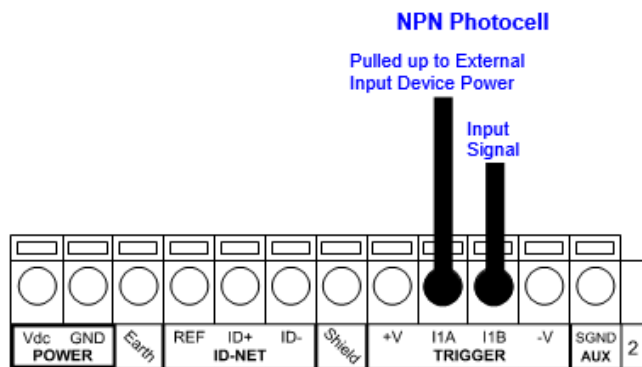 NPN Photocell
Pulled up to External
Input Device Power
Input
Signal
Vdc GND Earth REF ID+ ID- Shield +V I1A I1B -V SGND 2
POWER ID-NET TRIGGER AUX